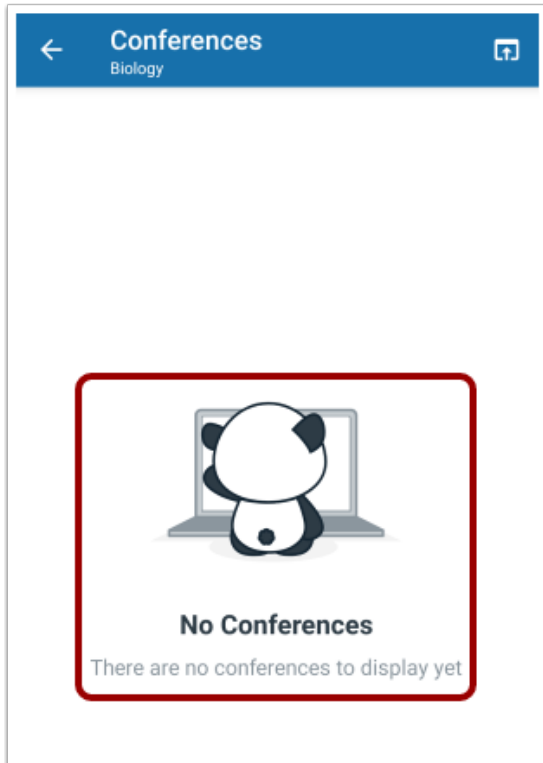 Conferences
Biology
No Conferences
There are no conferences to display yet